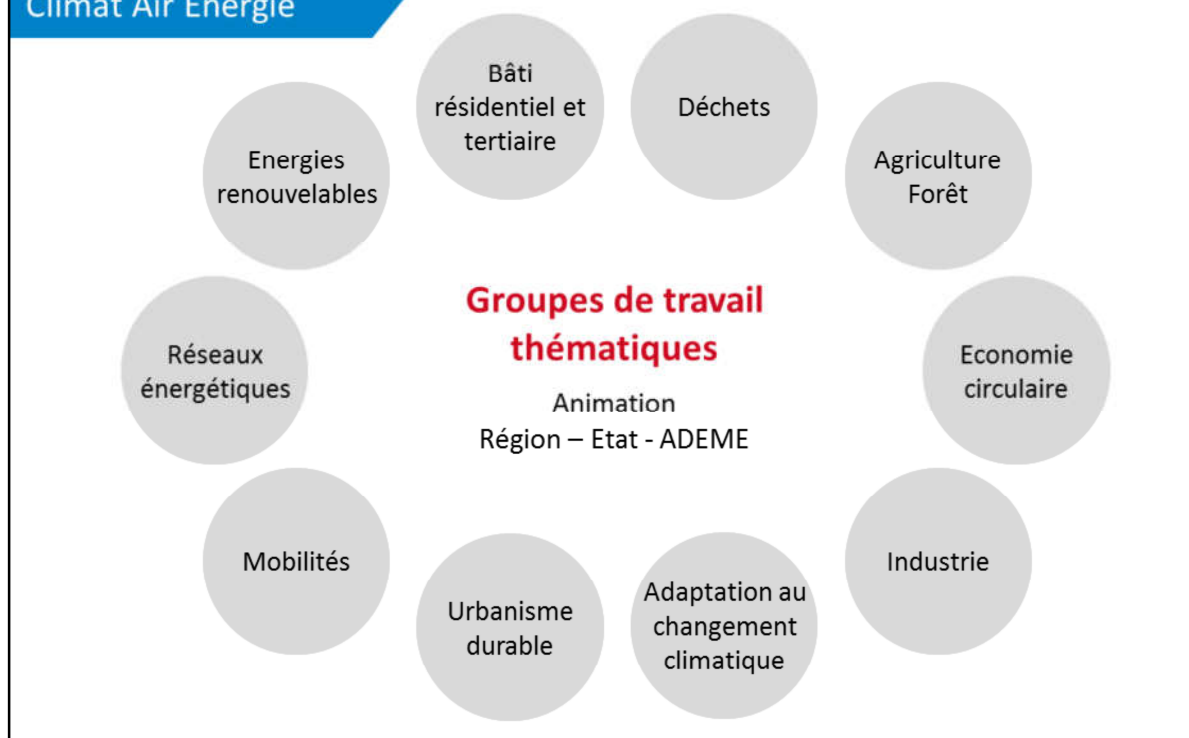 Climat Air Energie
Bâti
résidentiel et
tertiaire
Déchets
Energies
renouvelables
Agriculture
Forêt
Groupes de travail
thématiques
Animation
Région – Etat - ADEME
Réseaux
énergétiques
Economie
circulaire
Mobilités
Industrie
Urbanisme
durable
Adaptation au
changement
climatique